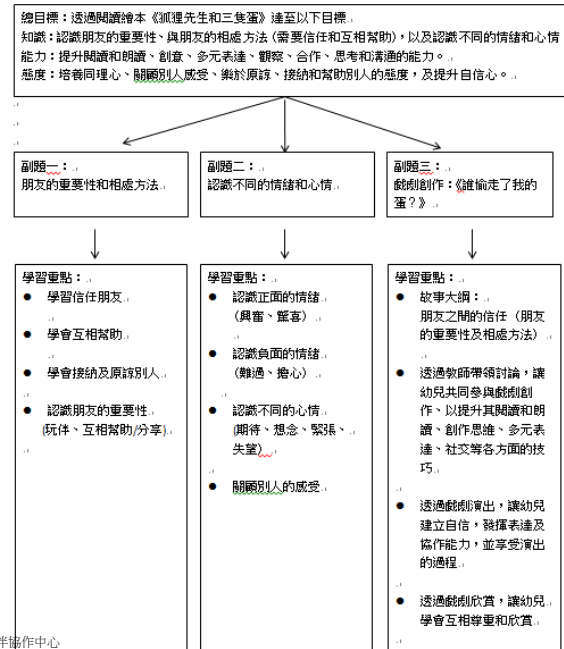 總目標：透過閱讀繪本《狐狸先生和三隻蛋》達至以下目標
知識：認識朋友的重要性、與朋友的相處方法 (需要信任和互相幫助)，以及認識不同的情緒和心情
能力：提升閱讀和朗讀、創意、多元表達、觀察、合作、思考和溝通的能力。
態度：培養同理心、關顧別人感受、樂於原諒、接納和幫助別人的態度，及提升自信心。
副題一：
朋友的重要性和相處方法
副題二：
認識不同的情緒和心情
副題三：
戲劇創作：《誰偷走了我的
蛋？》
學習重點：
● 學習信任朋友
● 學會互相幫助
● 學會接納及原諒別人
● 認識朋友的重要性
(玩伴、互相幫助/分享)
學習重點：
● 認識正面的情緒
（興奮、驚喜）
● 認識負面的情緒
（難過、擔心）
● 認識不同的心情
(期待、想念、緊張、
失望)
● 關顧別人的感受
學習重點：
● 故事大綱：
朋友之間的信任（朋友
的重要性及相處方法）
● 透過教師帶領討論，讓
幼兒共同參與戲劇創
作、以提升其閱讀和朗
讀、創作思維、多元表
達、社交等各方面的技
巧
● 透過戲劇演出，讓幼兒
建立自信，發揮表達及
協作能力，並享受演出
的過程
● 透過戲劇欣賞，讓幼兒
學會互相尊重和欣賞
伴協作中心